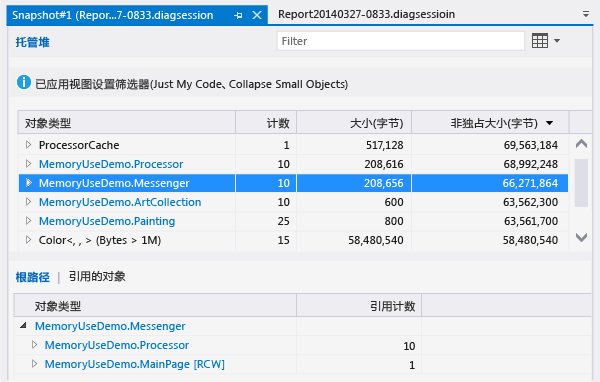 Snapshot#1 (Repor...7-0833.diagsession Report20140327-0833.diagsessioin
托管堆 Filter
已应用视图设置筛选器(Just My Code、Collapse Small Objects)
对象类型 计数 大小(字节) 非独占大小(字节)
ProcessorCache 1 517,128 69,563,184
MemoryUseDemo.Processor 10 208,616 68,992,248
MemoryUseDemo.Messenger 10 208,656 66,271,864
MemoryUseDemo.ArtCollection 10 600 63,562,300
MemoryUseDemo.Painting 25 800 63,561,700
Color<, , > (Bytes > 1M) 15 58,480,540 58,480,540
根路径 | 引用的对象
对象类型 引用计数
MemoryUseDemo.Messenger
MemoryUseDemo.Processor 10
MemoryUseDemo.MainPage [RCW] 1